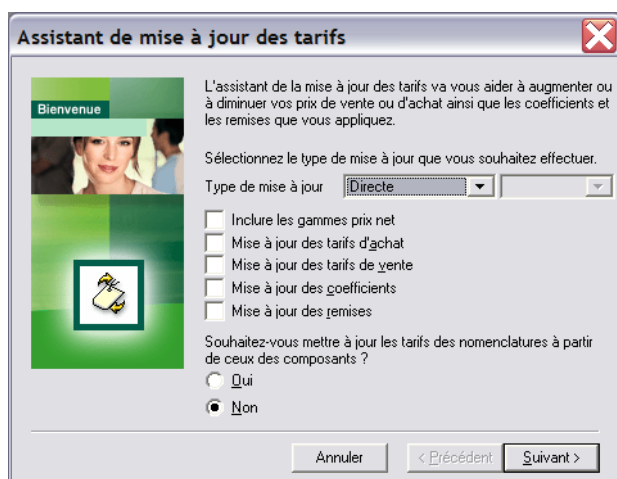 Assistant de mise à jour des tarifs
Bienvenue
L'assistant de la mise à jour des tarifs va vous aider à augmenter ou
à diminuer vos prix de vente ou d'achat ainsi que les coefficients et
les remises que vous appliquez.
Sélectionnez le type de mise à jour que vous souhaitez effectuer.
Type de mise à jour Directe
Inclure les gammes prix net
Mise à jour des tarifs d'achat
Mise à jour des tarifs de vente
Mise à jour des coefficients
Mise à jour des remises
Souhaitez-vous mettre à jour les tarifs des nomenclatures à partir
de ceux des composants ?
Oui
Non
Annuler < Précédent Suivant >